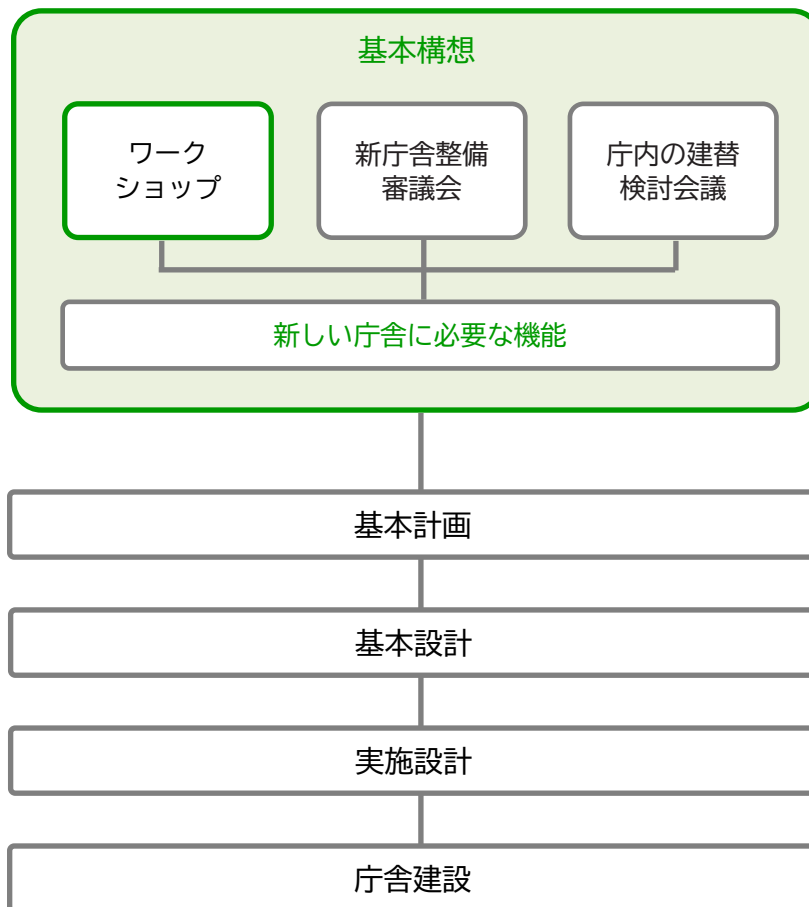 基本構想
ワーク
ショップ
新庁舎整備
審議会
庁内の建替
検討会議
新しい庁舎に必要な機能
基本計画
基本設計
実施設計
庁舎建設